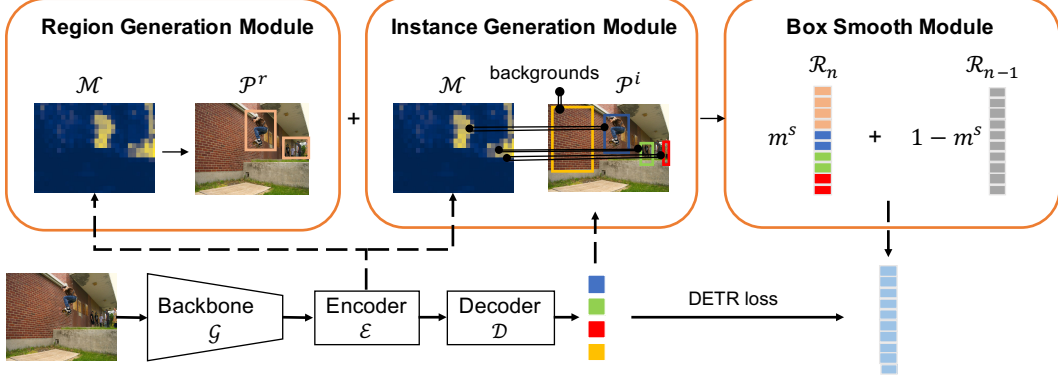 Region Generation Module
Instance Generation Module
Box Smooth Module
backgrounds
ℳ
𝒫^r
+
ℳ
𝒫^i
ℛ_n
ℛ_{n−1}
m^s
+
1 − m^s
Backbone
𝒢
Encoder
ℰ
Decoder
𝒟
DETR loss